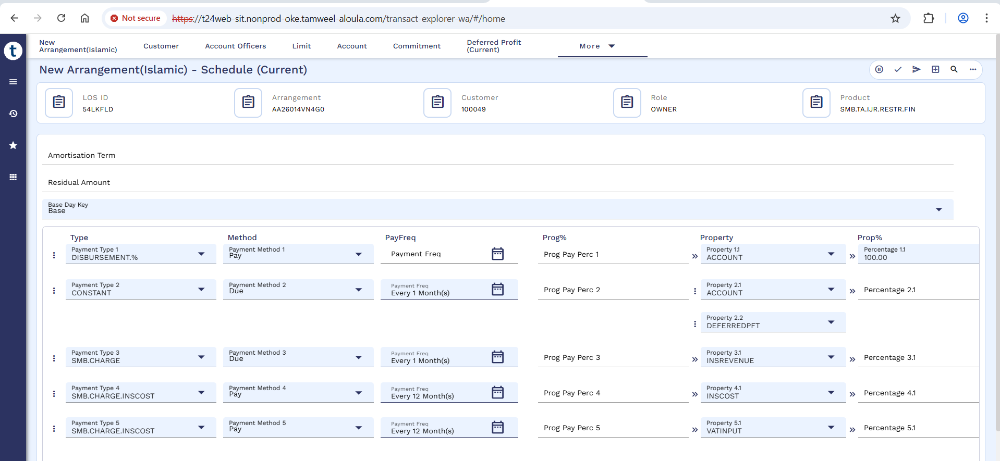 Not secure https://t24web-sit.nonprod-oke.tamweel-aloula.com/transact-explorer-wa/#/home
t
New Arrangement(Islamic) Customer Account Officers Limit Account Commitment Deferred Profit (Current) More
New Arrangement(Islamic) - Schedule (Current)
LOS ID Arrangement Customer Role Product
54LKFLD AA26014VN4G0 100049 OWNER SMB.TA.IJR.RESTR.FIN
Amortisation Term
Residual Amount
Base Day Key
Base
Type Method PayFreq Prog% Property Prop%
Payment Type 1 Payment Method 1 Payment Freq Prog Pay Perc 1 Property 1.1 Percentage 1.1
DISBURSEMENT.% Pay ACCOUNT 100.00
Payment Type 2 Payment Method 2 Payment Freq Prog Pay Perc 2 Property 2.1 Percentage 2.1
CONSTANT Due Every 1 Month(s) ACCOUNT
Property 2.2
DEFERREDPFT
Payment Type 3 Payment Method 3 Payment Freq Prog Pay Perc 3 Property 3.1 Percentage 3.1
SMB.CHARGE Due Every 1 Month(s) INSREVENUE
Payment Type 4 Payment Method 4 Payment Freq Prog Pay Perc 4 Property 4.1 Percentage 4.1
SMB.CHARGE.INSCOST Pay Every 12 Month(s) INSCOST
Payment Type 5 Payment Method 5 Payment Freq Prog Pay Perc 5 Property 5.1 Percentage 5.1
SMB.CHARGE.INSCOST Pay Every 12 Month(s) VATINPUT